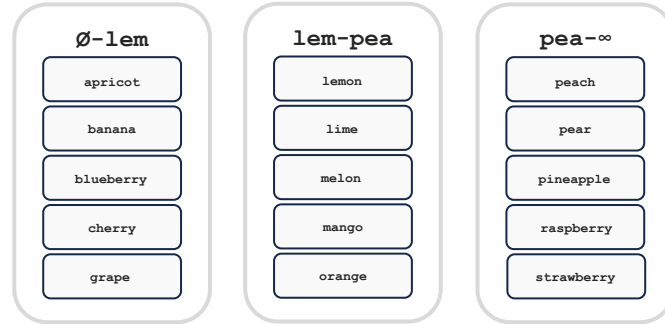 Ø-lem
apricot
banana
blueberry
cherry
grape
lem-pea
lemon
lime
melon
mango
orange
pea-∞
peach
pear
pineapple
raspberry
strawberry